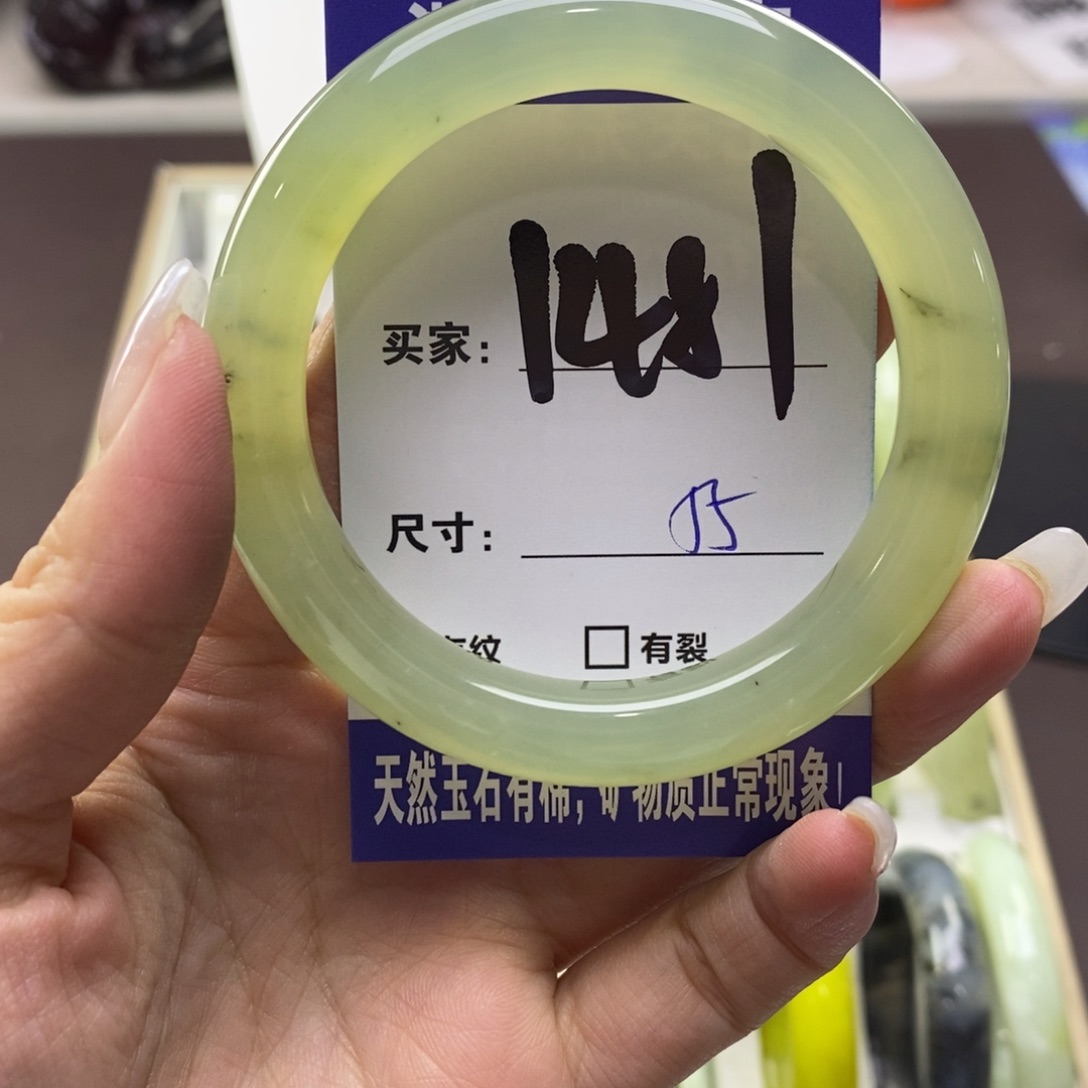 买家：1481
尺寸：
有纹 □有裂
天然玉石有棉，矿物质正常现象！